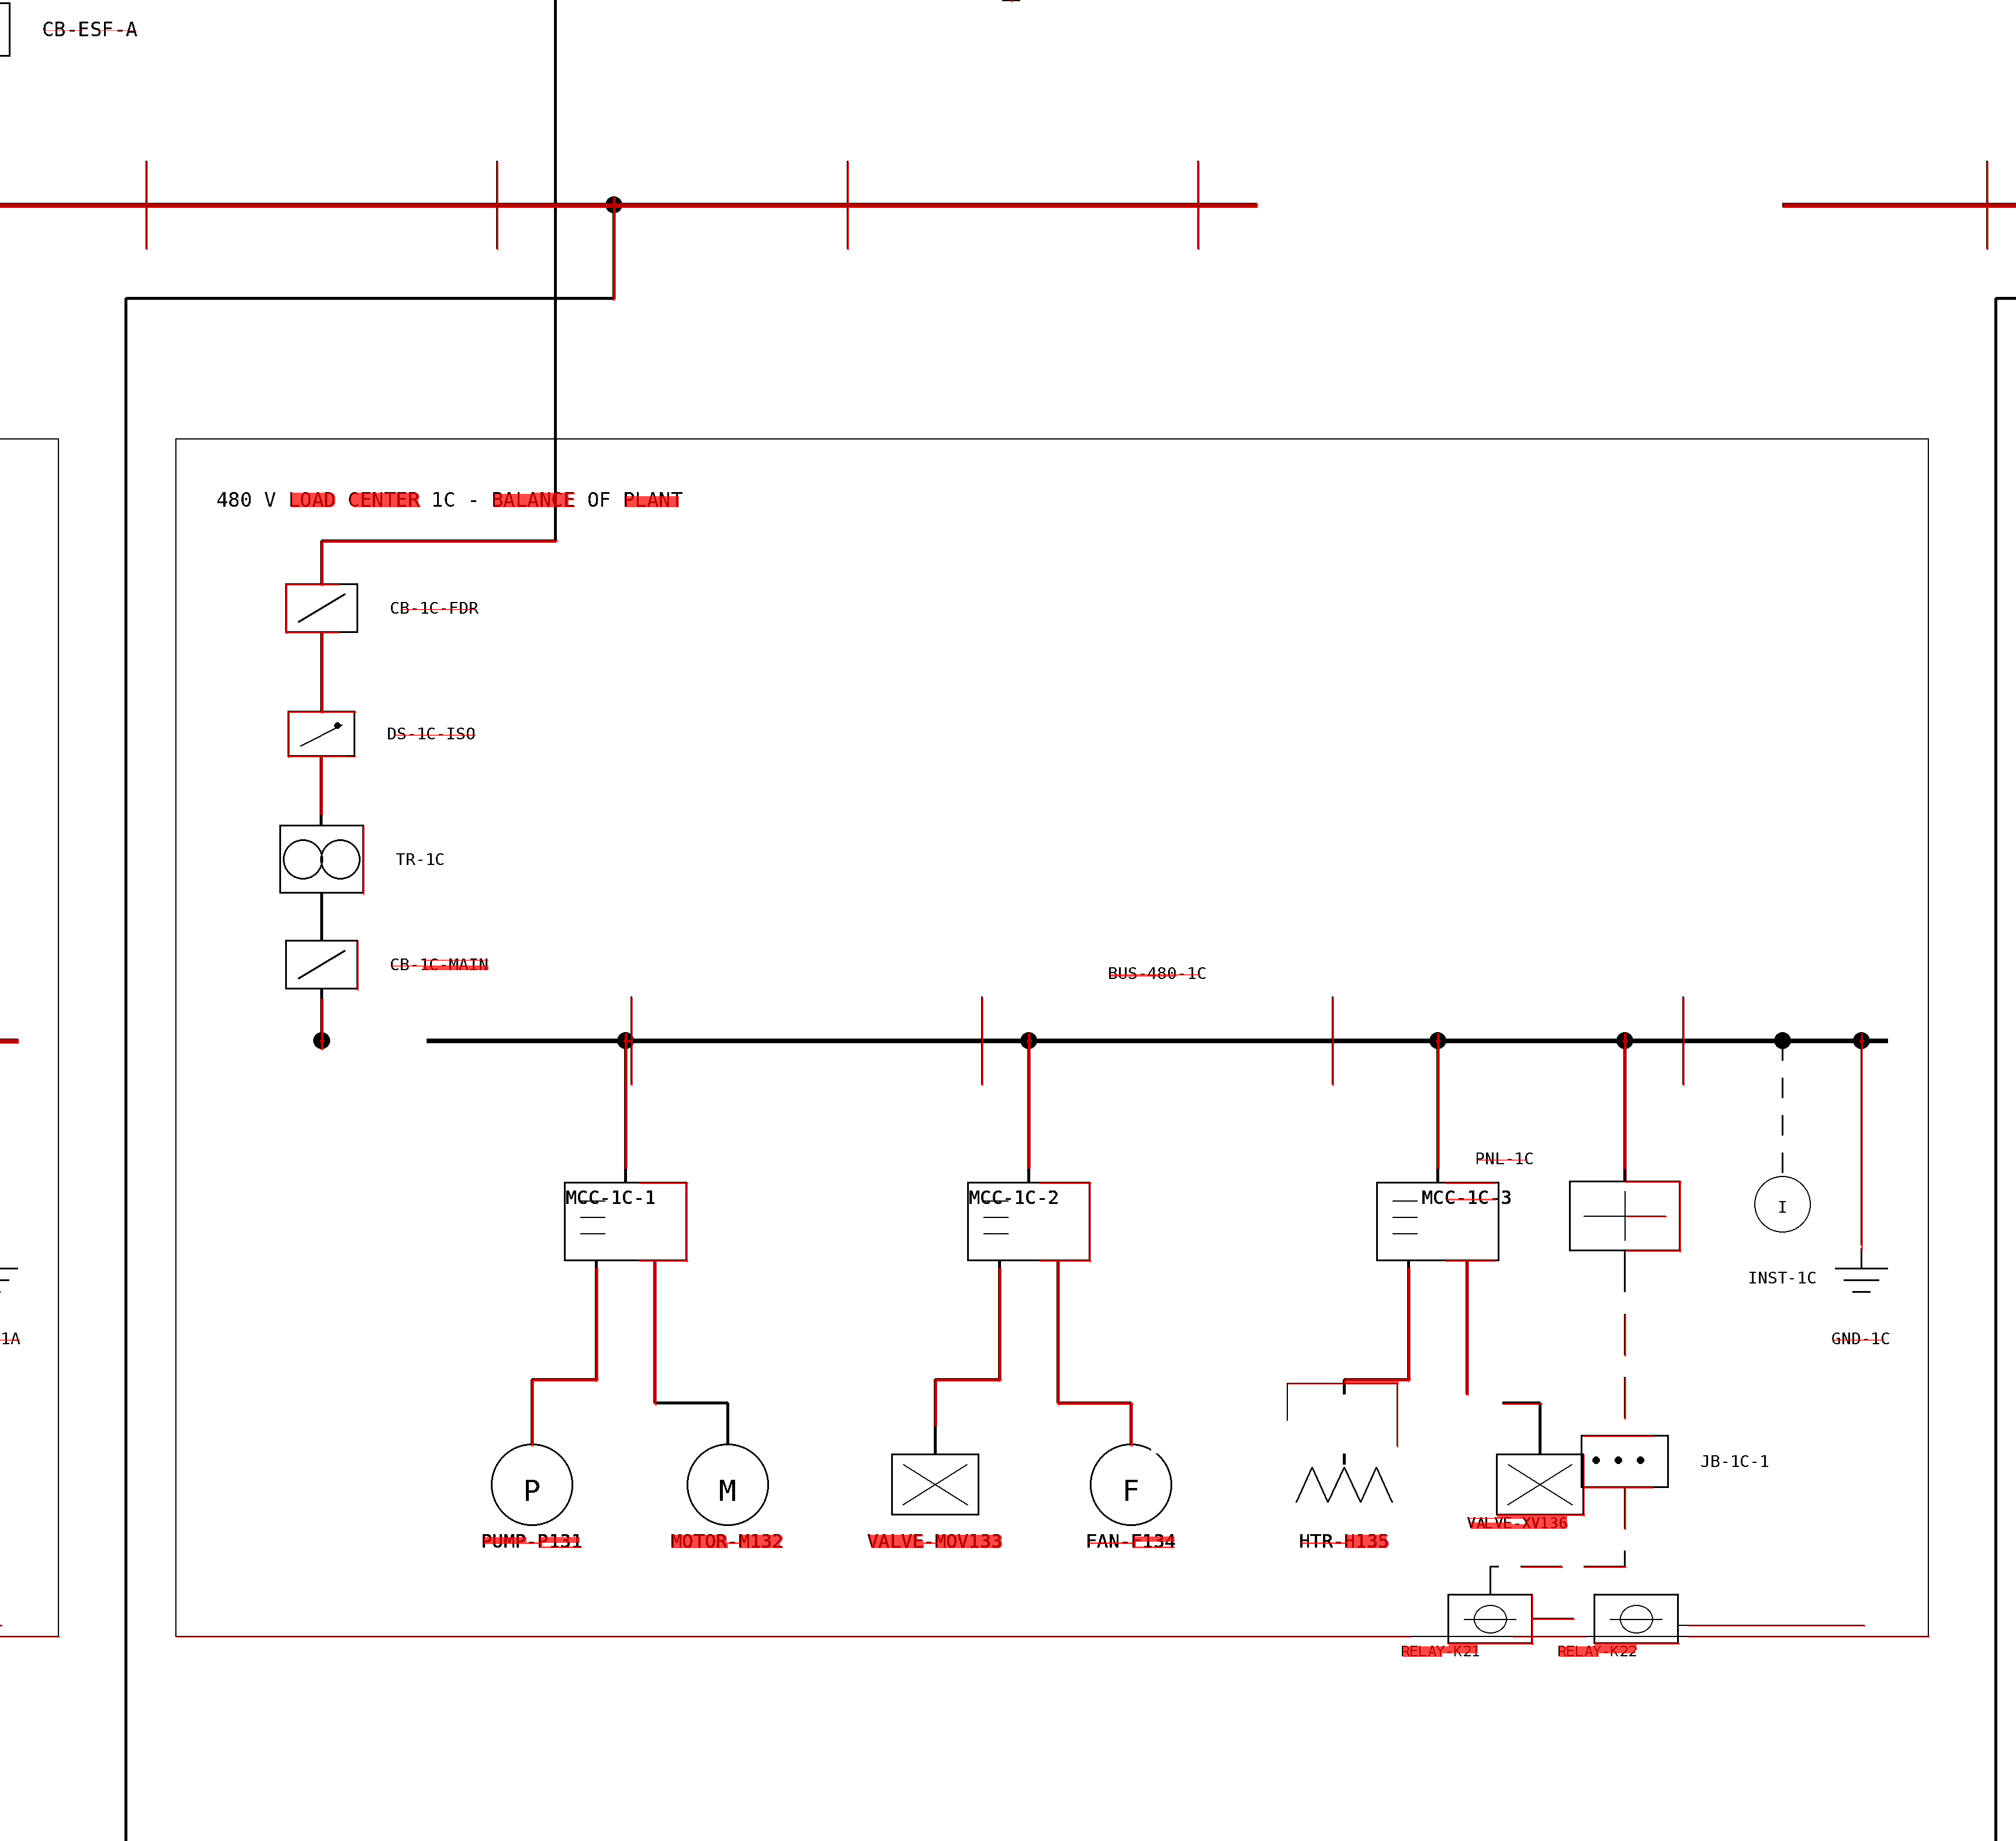 CB-ESF-A
480 V LOAD CENTER 1C - BALANCE OF PLANT
CB-1C-FDR
DS-1C-ISO
TR-1C
CB-1C-MAIN
BUS-480-1C
PNL-1C
MCC-1C-1
MCC-1C-2
MCC-1C-3
I
INST-1C
1A
GND-1C
JB-1C-1
P
M
F
VALVE-XV136
PUMP-P131
MOTOR-M132
VALVE-MOV133
FAN-F134
HTR-H135
RELAY-K21
RELAY-K22